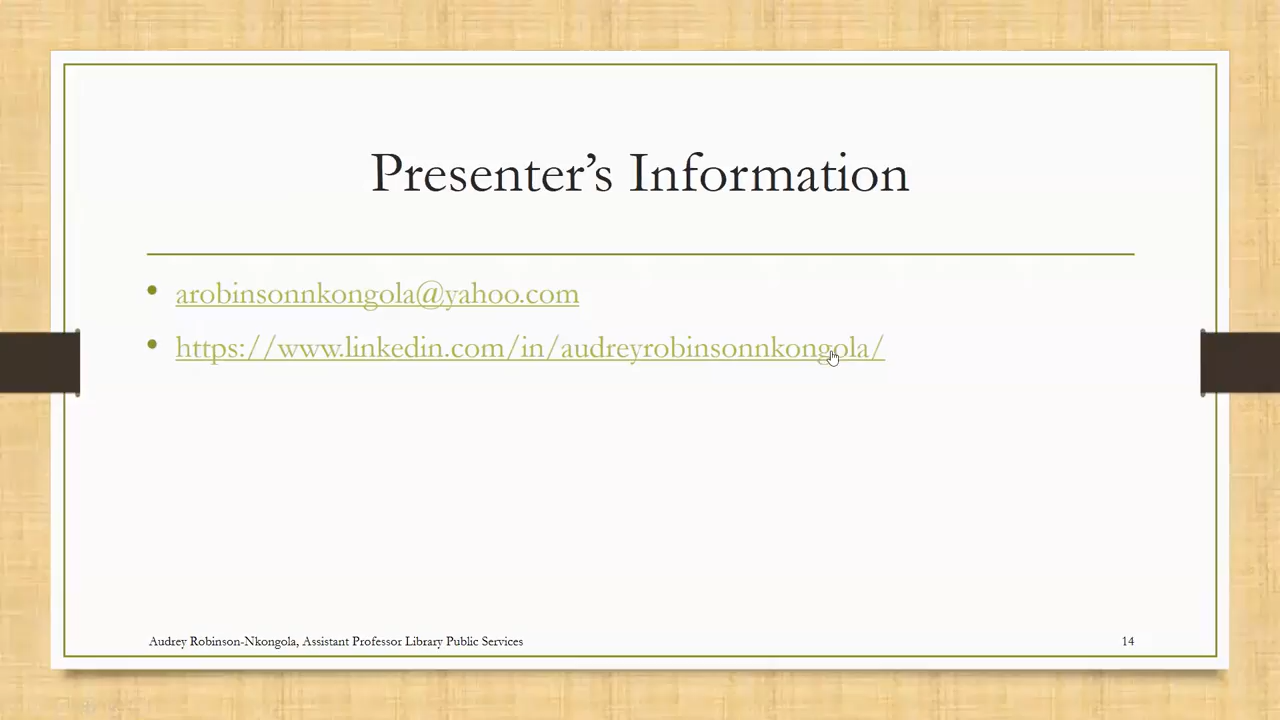 Presenter’s Information
• arobinsonnkongola@yahoo.com
• https://www.linkedin.com/in/audreyrobinsonnkongola/
Audrey Robinson-Nkongola, Assistant Professor Library Public Services
14